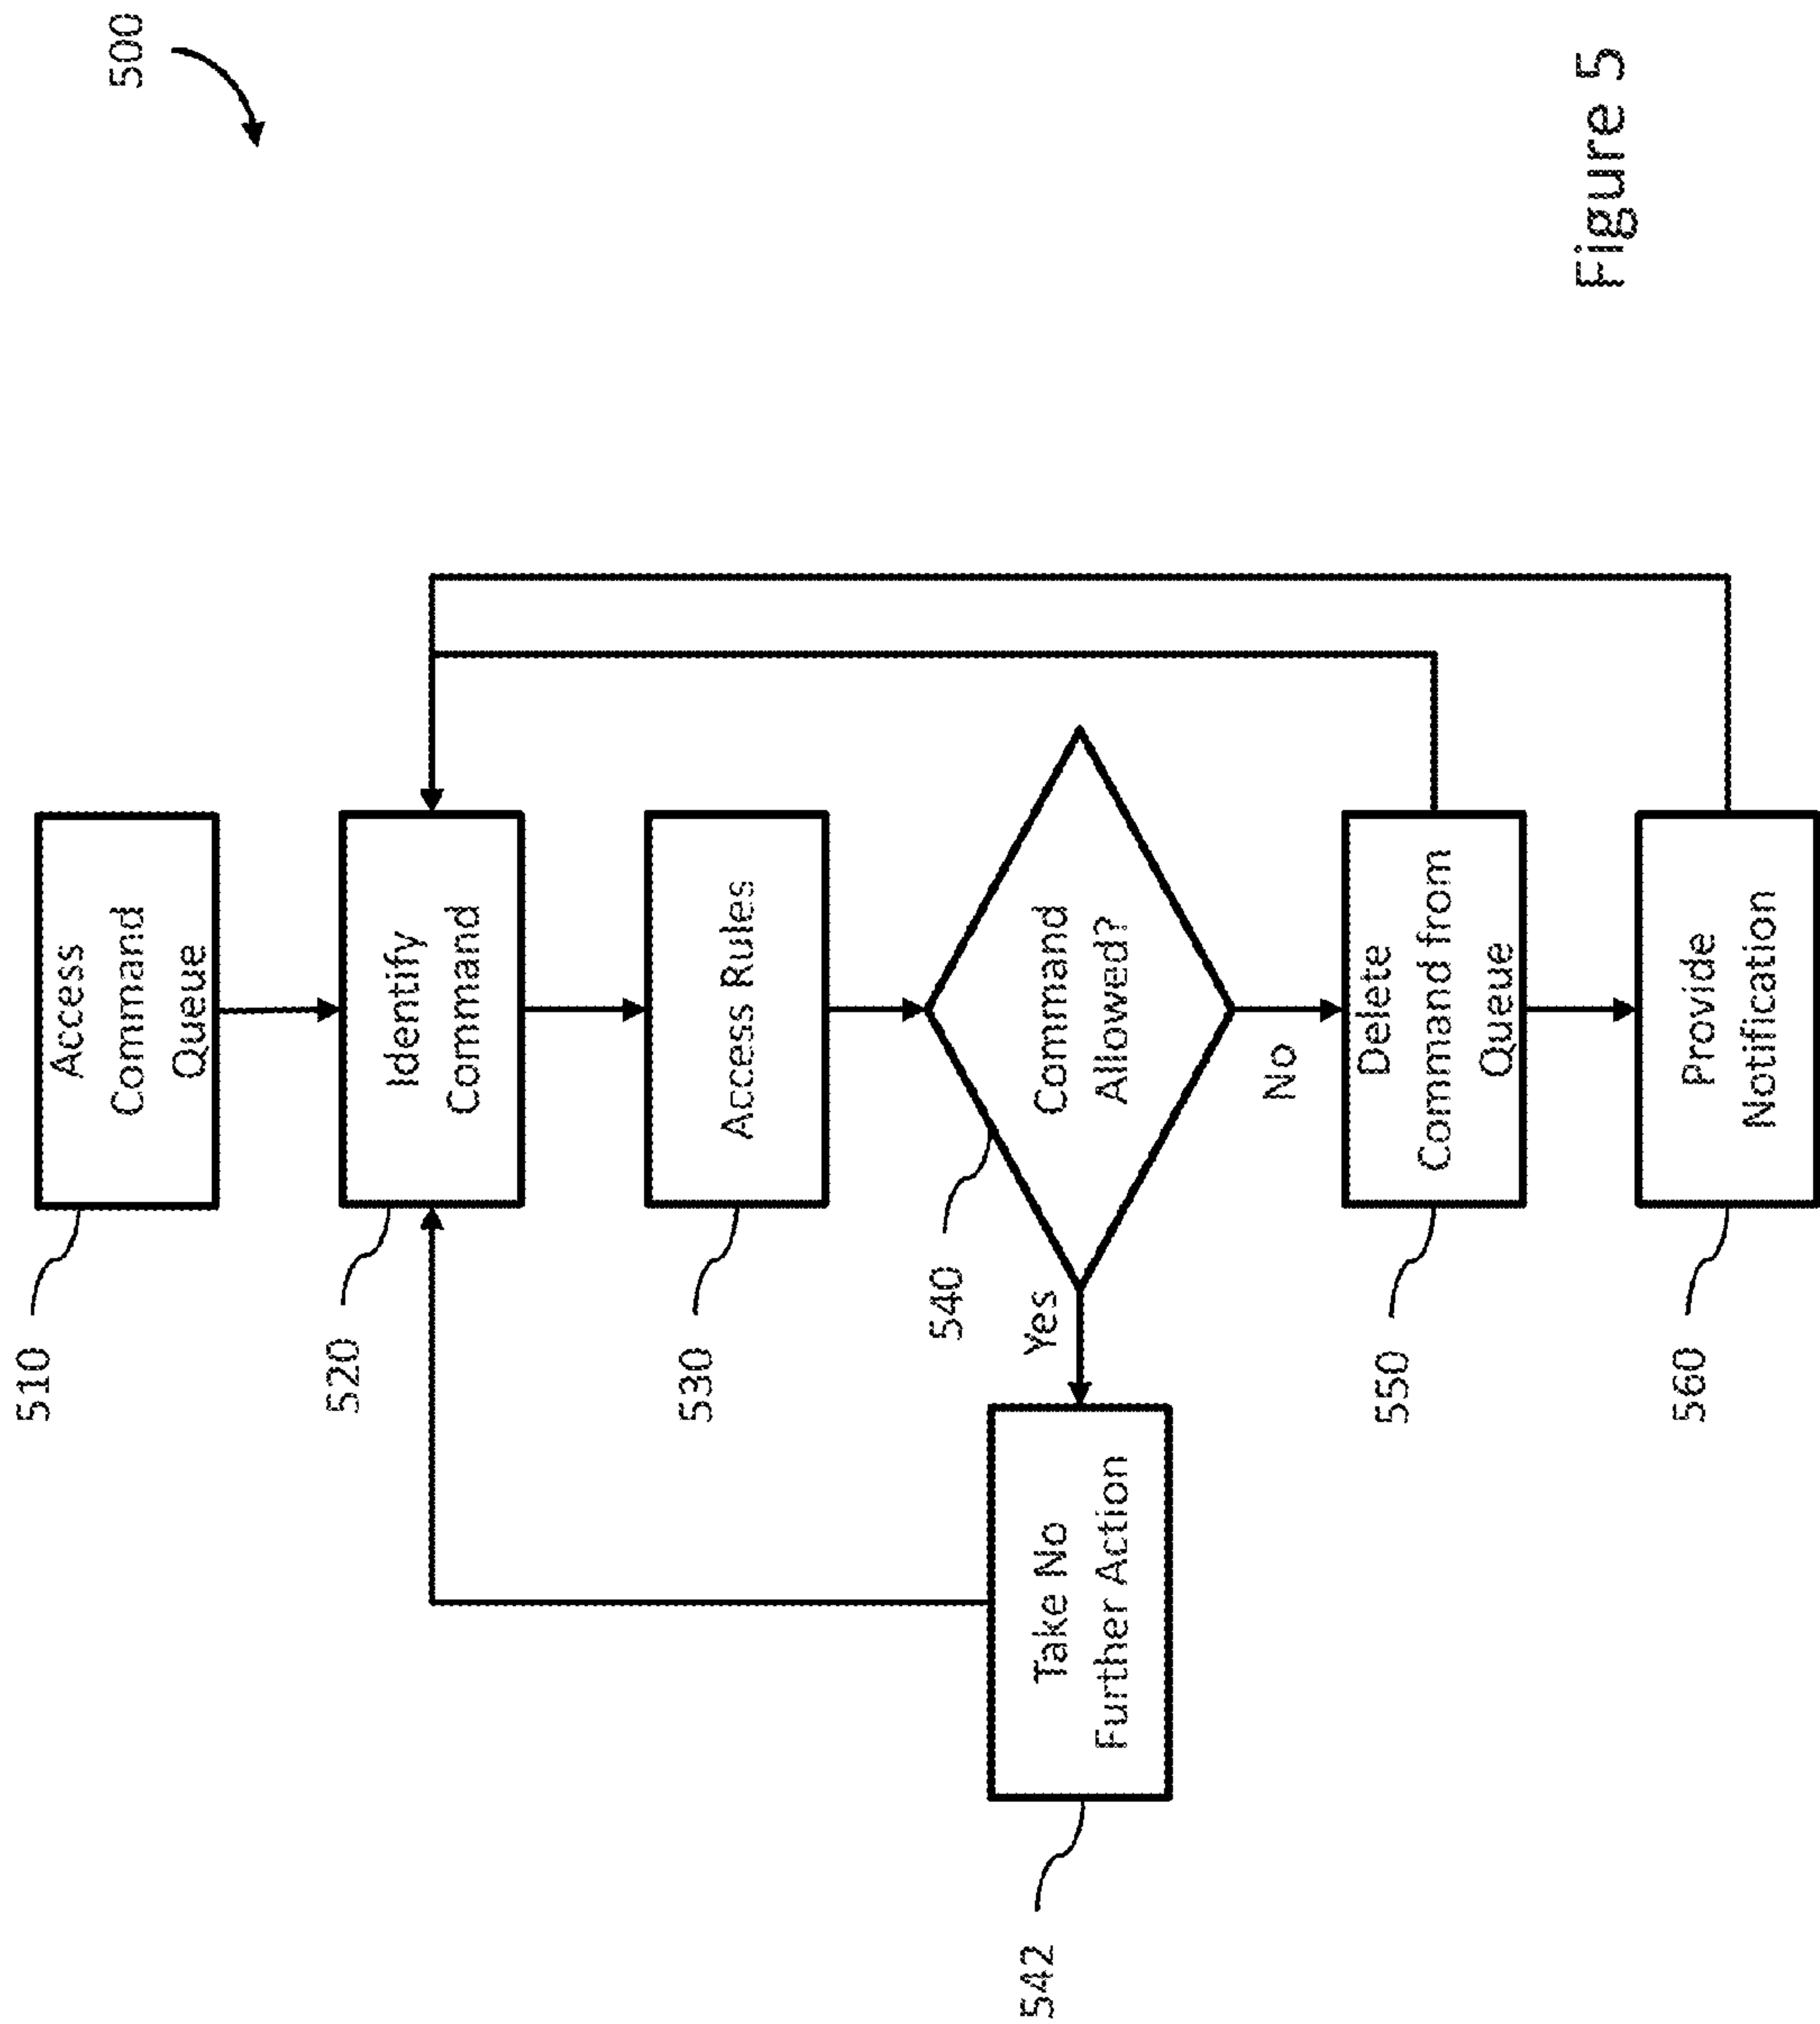 500
510
Access
Command
Queue
520
Identify
Command
530
Access Rules
540
Command
Allowed?
Yes
No
542
Take No
Further Action
550
Delete
Command from
Queue
560
Provide
Notification
Figure 5